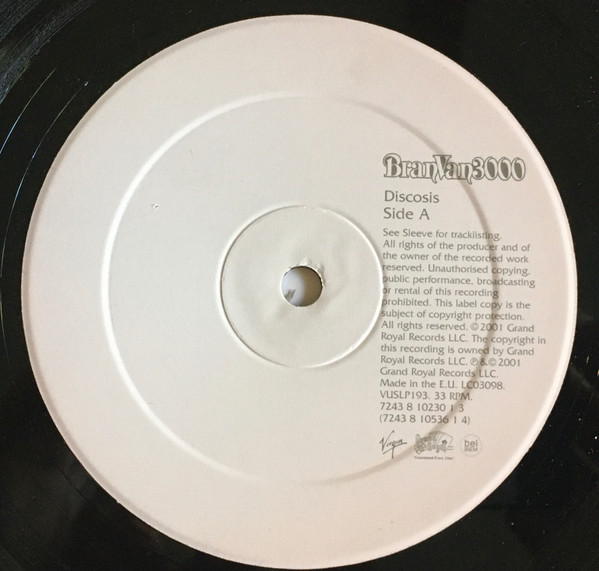 BranVan3000
Discosis
Side A
See Sleeve for tracklisting.
All rights of the producer and of
the owner of the recorded work
reserved. Unauthorised copying,
public performance, broadcasting
or rental of this recording
prohibited. This label copy is the
subject of copyright protection.
All rights reserved. ©2001 Grand
Royal Records LLC. The copyright in
this recording is owned by Grand
Royal Records LLC. ℗&©2001
Grand Royal Records LLC.
Made in the E.U. LC03098.
VUSLP193. 33 RPM.
7243 8 10230 1 3
(7243 8 10536 1 4)
Virgin